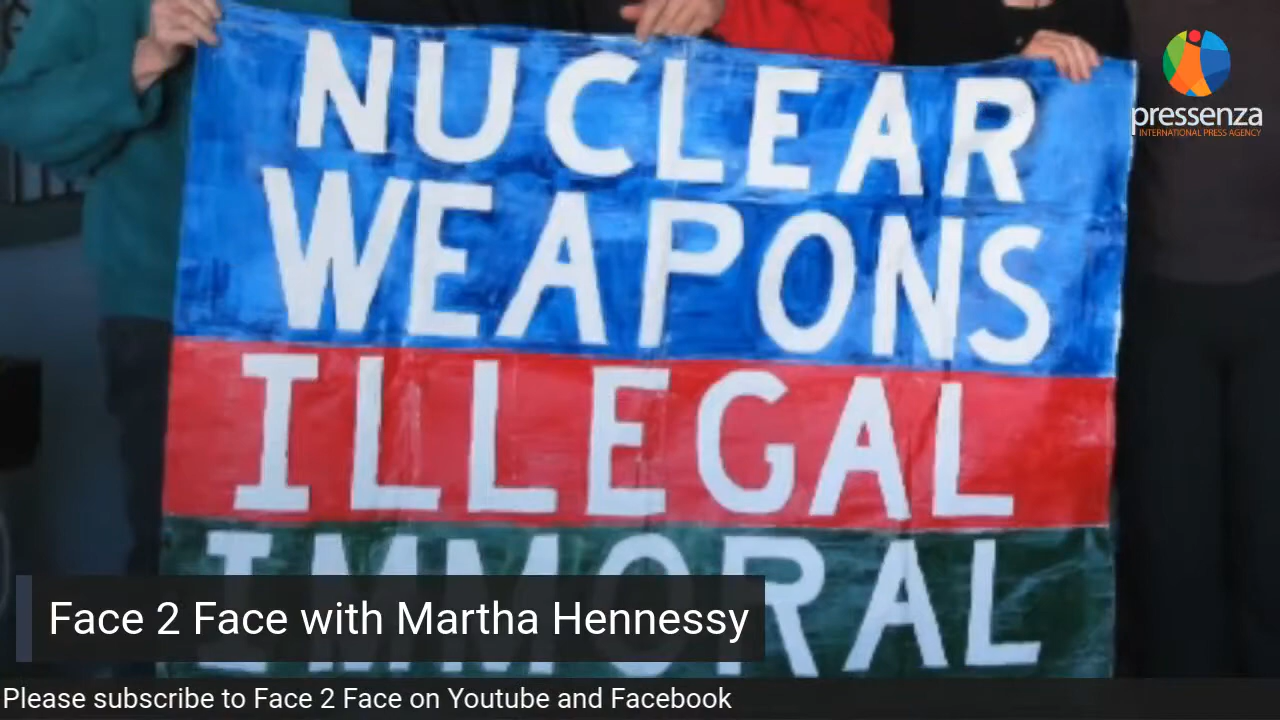 NUCLEAR
WEAPONS
ILLEGAL
IMMORAL
pressenza
INTERNATIONAL PRESS AGENCY
Face 2 Face with Martha Hennessy
Please subscribe to Face 2 Face on Youtube and Facebook